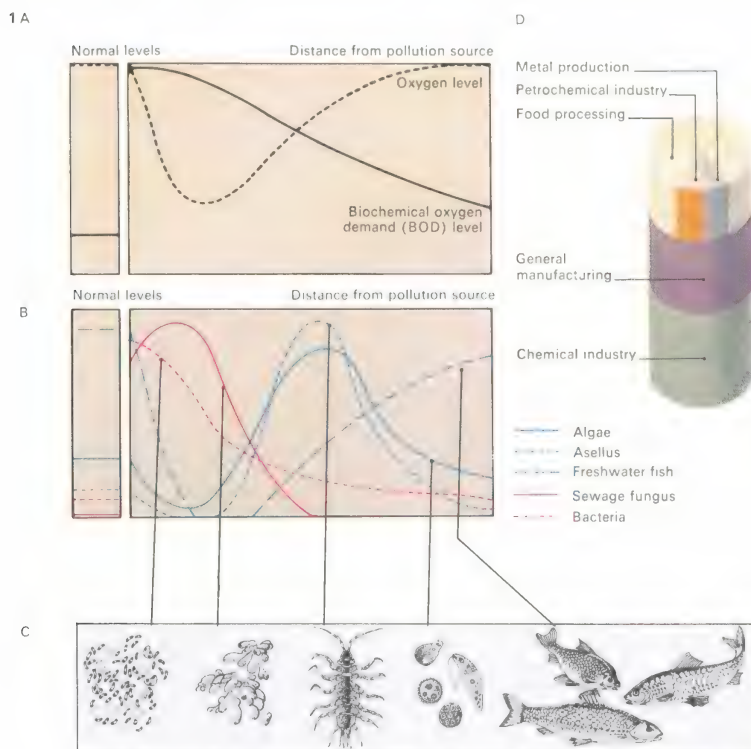 1 A
Normal levels
Distance from pollution source
Oxygen level
Biochemical oxygen
demand (BOD) level
B
Normal levels
Distance from pollution source
Algae
Asellus
Freshwater fish
Sewage fungus
Bacteria
C
D
Metal production
Petrochemical industry
Food processing
General
manufacturing
Chemical industry